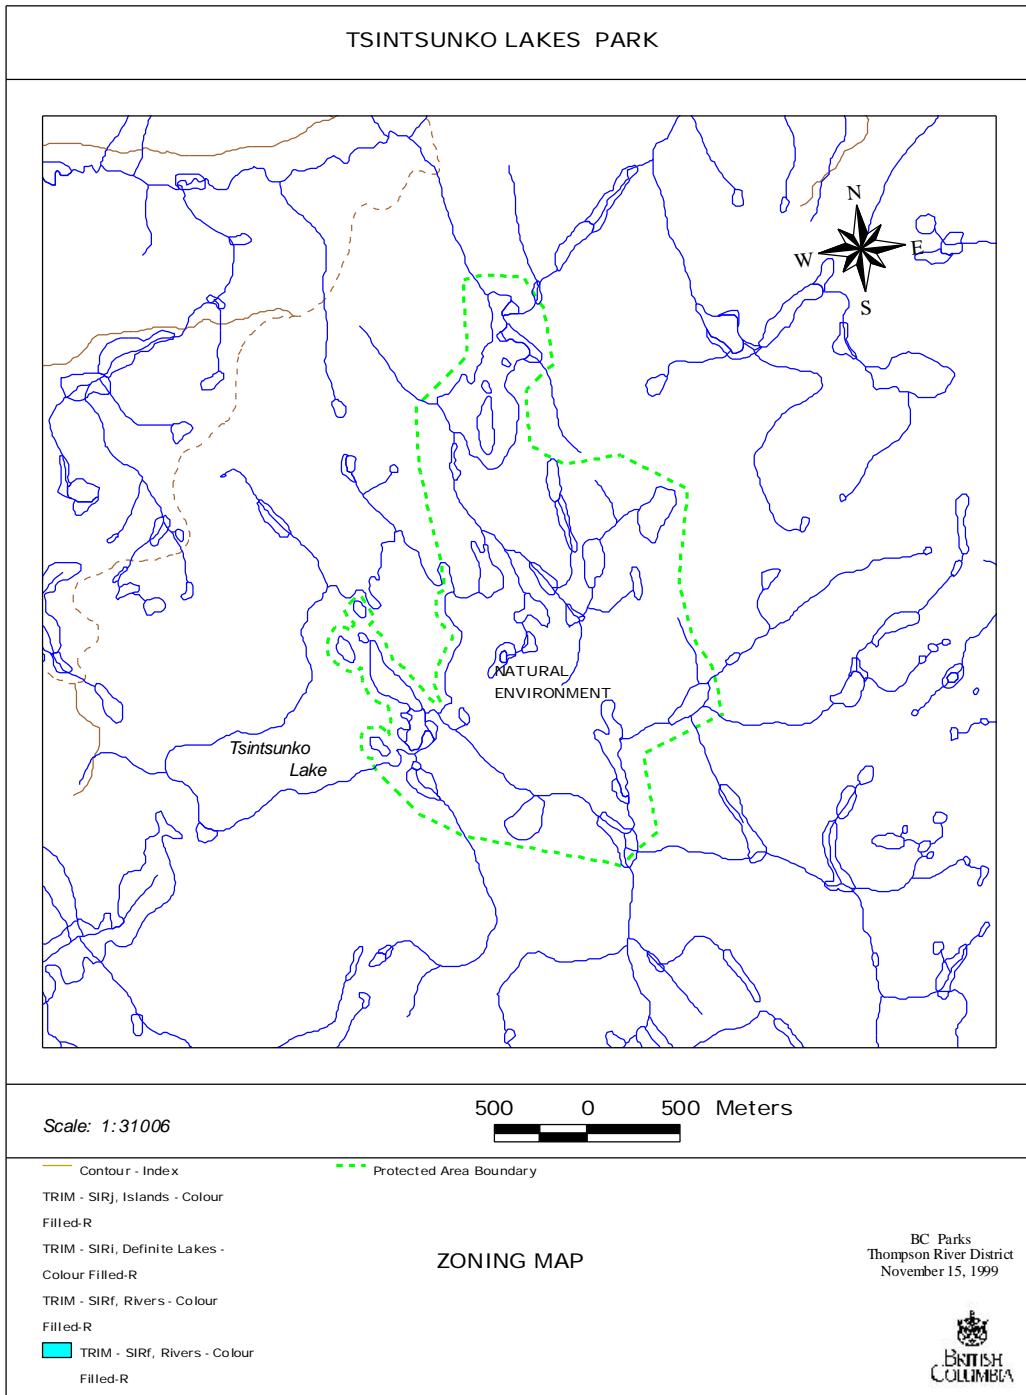 TSINTSUNKO LAKES PARK
N
W
E
S
NATURAL
ENVIRONMENT
Tsintsunko
Lake
Scale: 1:31006
500 0 500 Meters
Contour - Index
Protected Area Boundary
TRIM - SIRj, Islands - Colour
Filled-R
TRIM - SIRi, Definite Lakes -
Colour Filled-R
TRIM - SIRf, Rivers - Colour
Filled-R
TRIM - SIRf, Rivers - Colour
Filled-R
ZONING MAP
BC Parks
Thompson River District
November 15, 1999
BRITISH
COLUMBIA